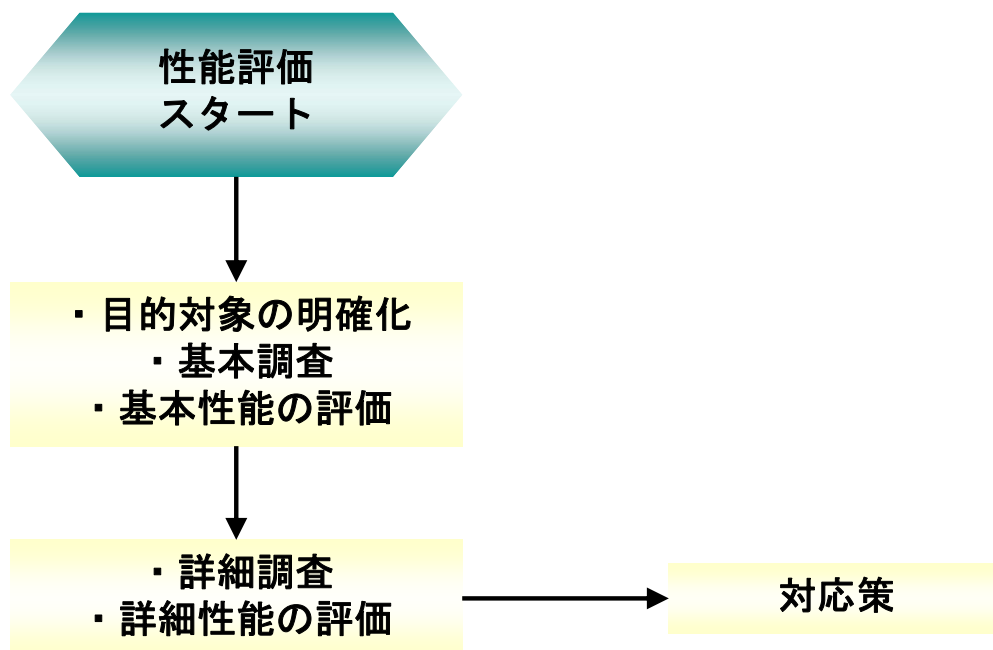 性能評価
スタート
・目的対象の明確化
・基本調査
・基本性能の評価
・詳細調査
・詳細性能の評価
対応策